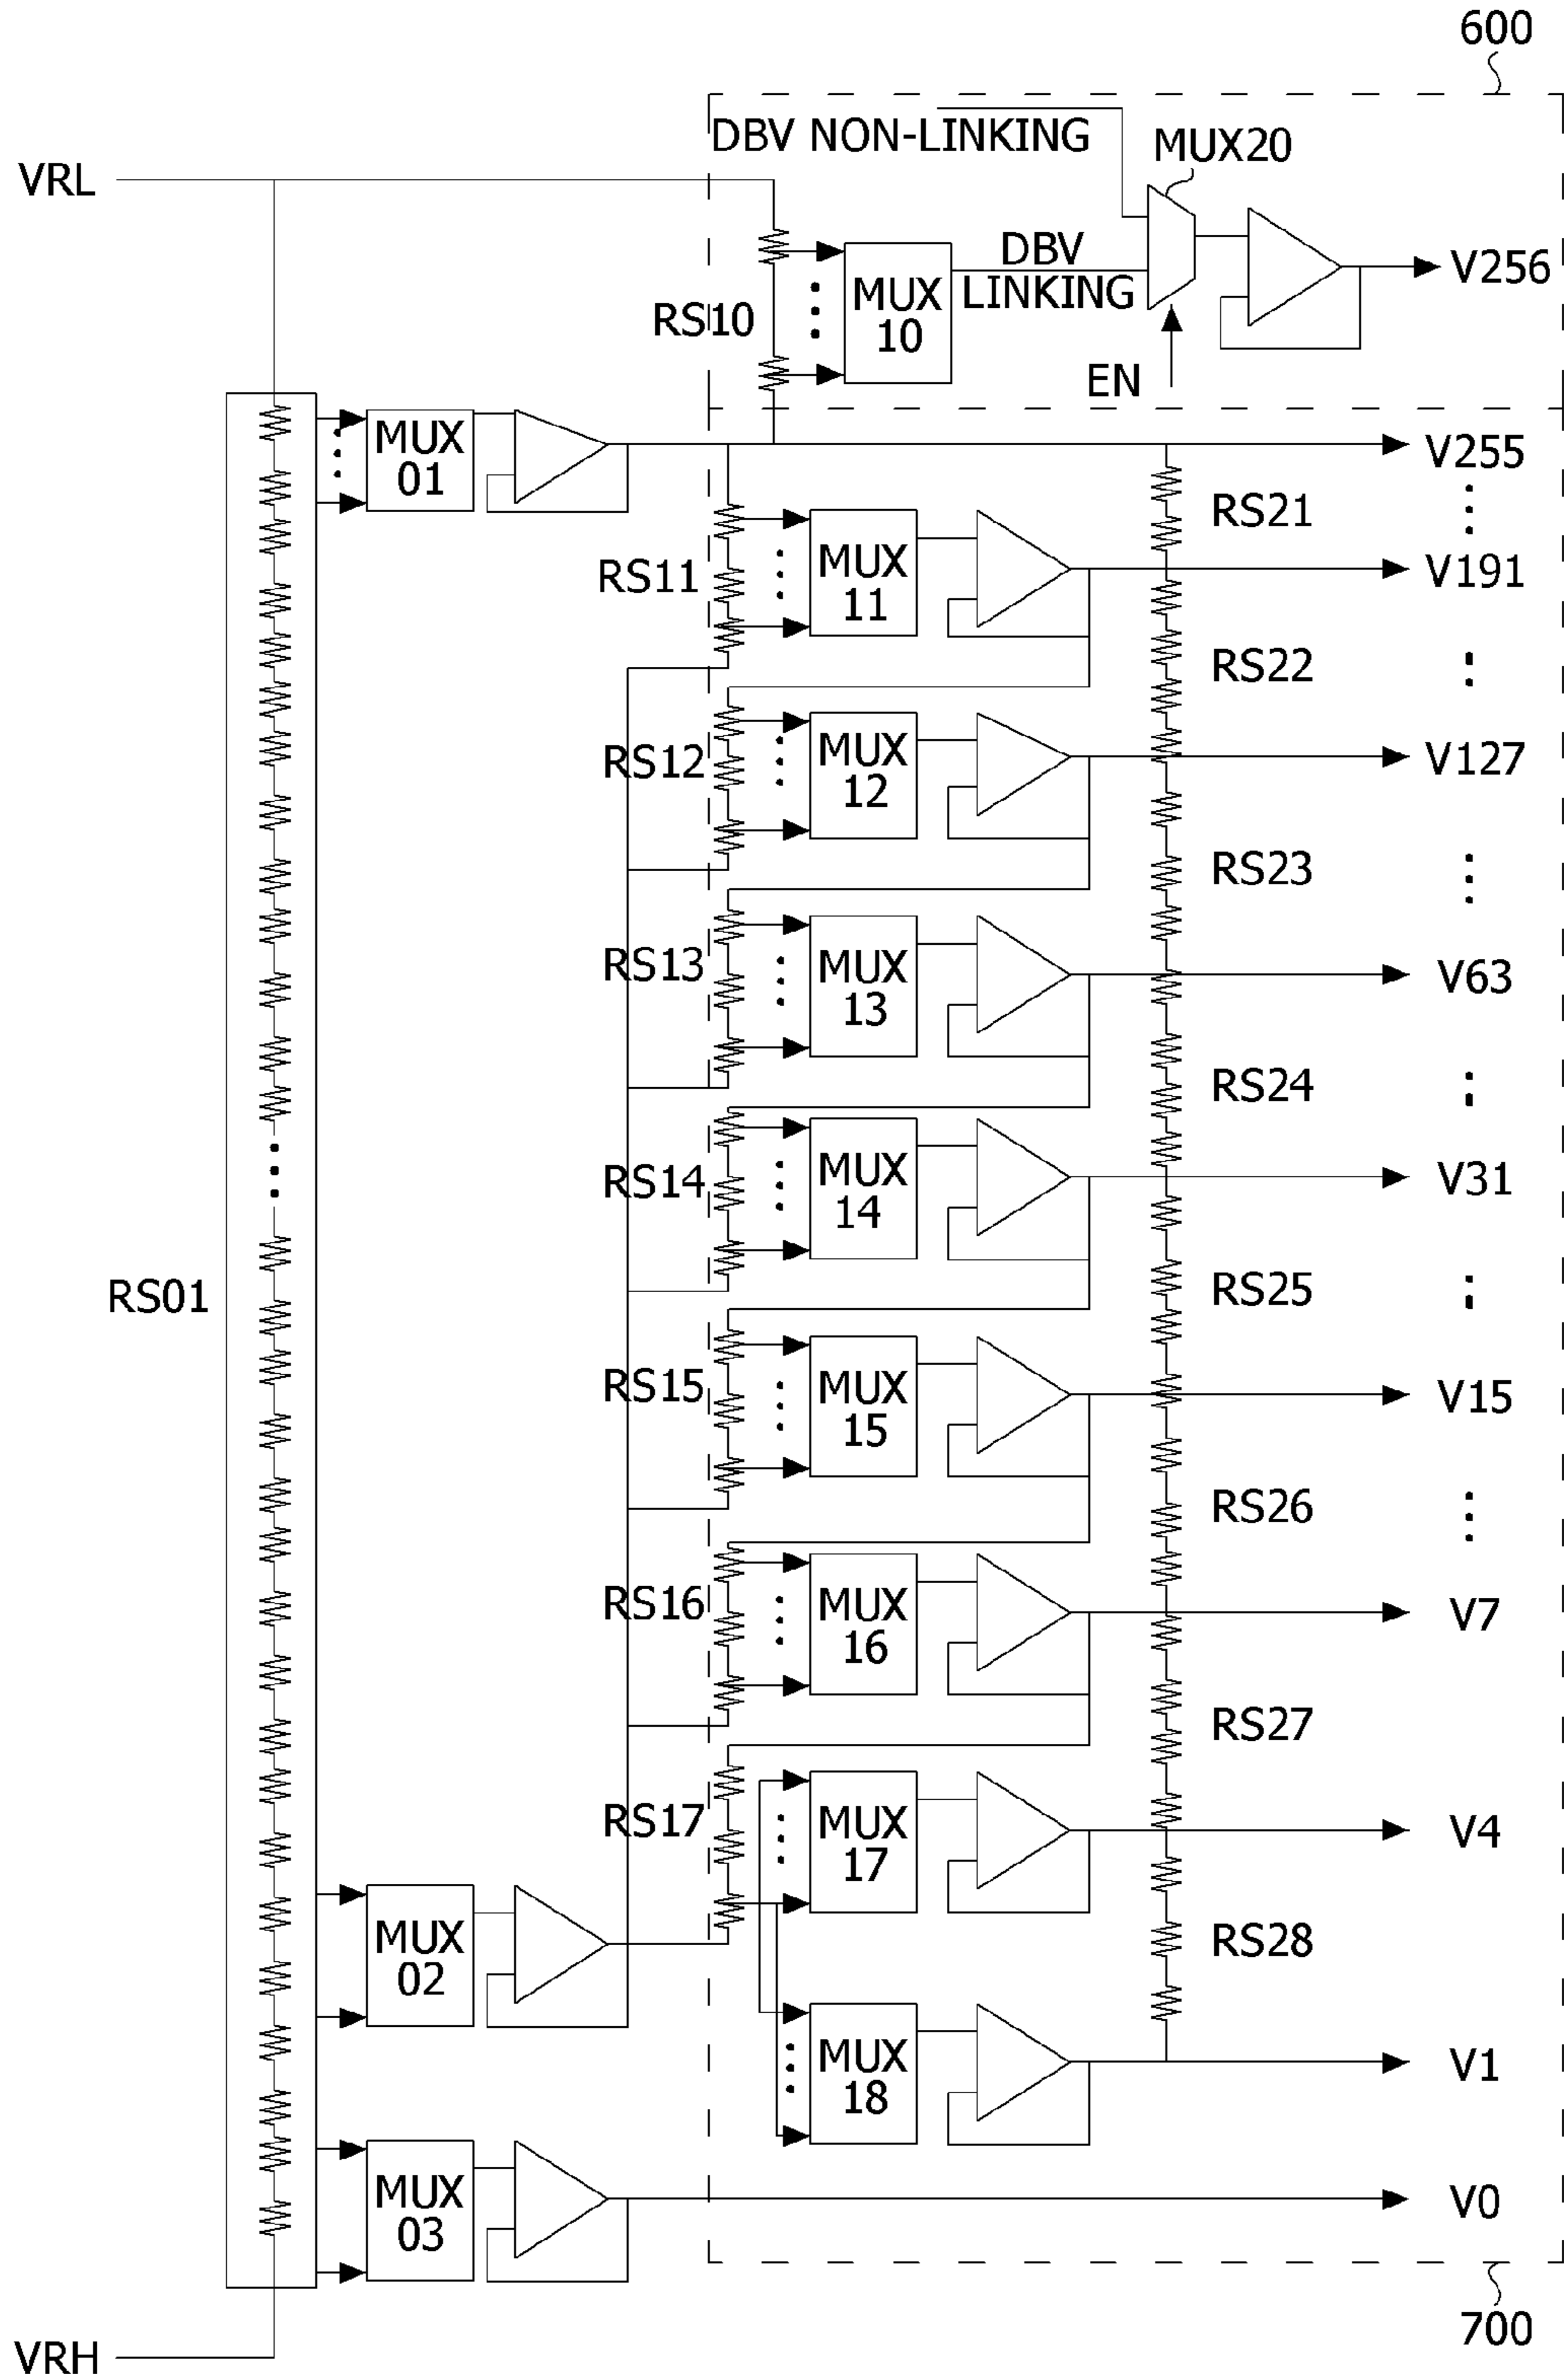 600
DBV NON-LINKING
MUX20
VRL
DBV
LINKING
V256
MUX
10
RS10
EN
MUX
01
V255
RS21
MUX
11
V191
RS11
RS22
MUX
12
V127
RS12
RS23
MUX
13
V63
RS13
RS24
MUX
14
V31
RS14
RS01
RS25
MUX
15
V15
RS15
RS26
MUX
16
V7
RS16
RS27
MUX
17
V4
RS17
MUX
02
RS28
MUX
18
V1
MUX
03
V0
700
VRH